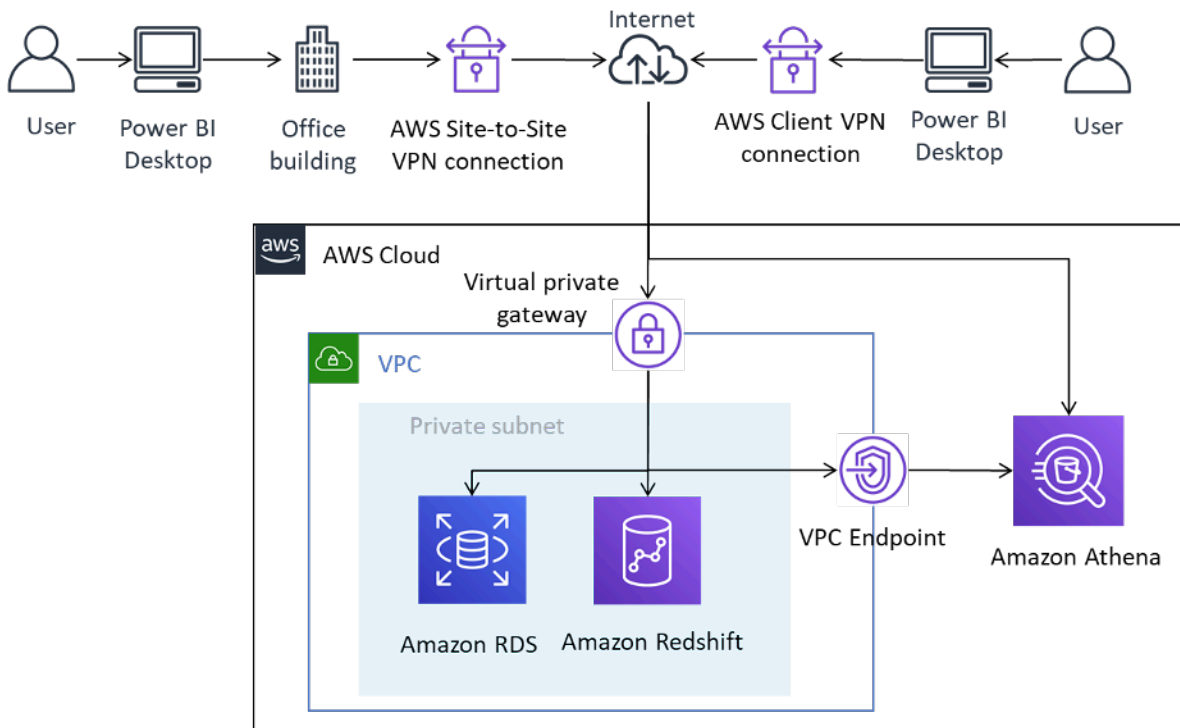 Internet
User
Power BI
Desktop
Office
building
AWS Site-to-Site
VPN connection
AWS Client VPN
connection
Power BI
Desktop
User
aws
AWS Cloud
Virtual private
gateway
VPC
Private subnet
VPC Endpoint
Amazon Athena
Amazon RDS
Amazon Redshift